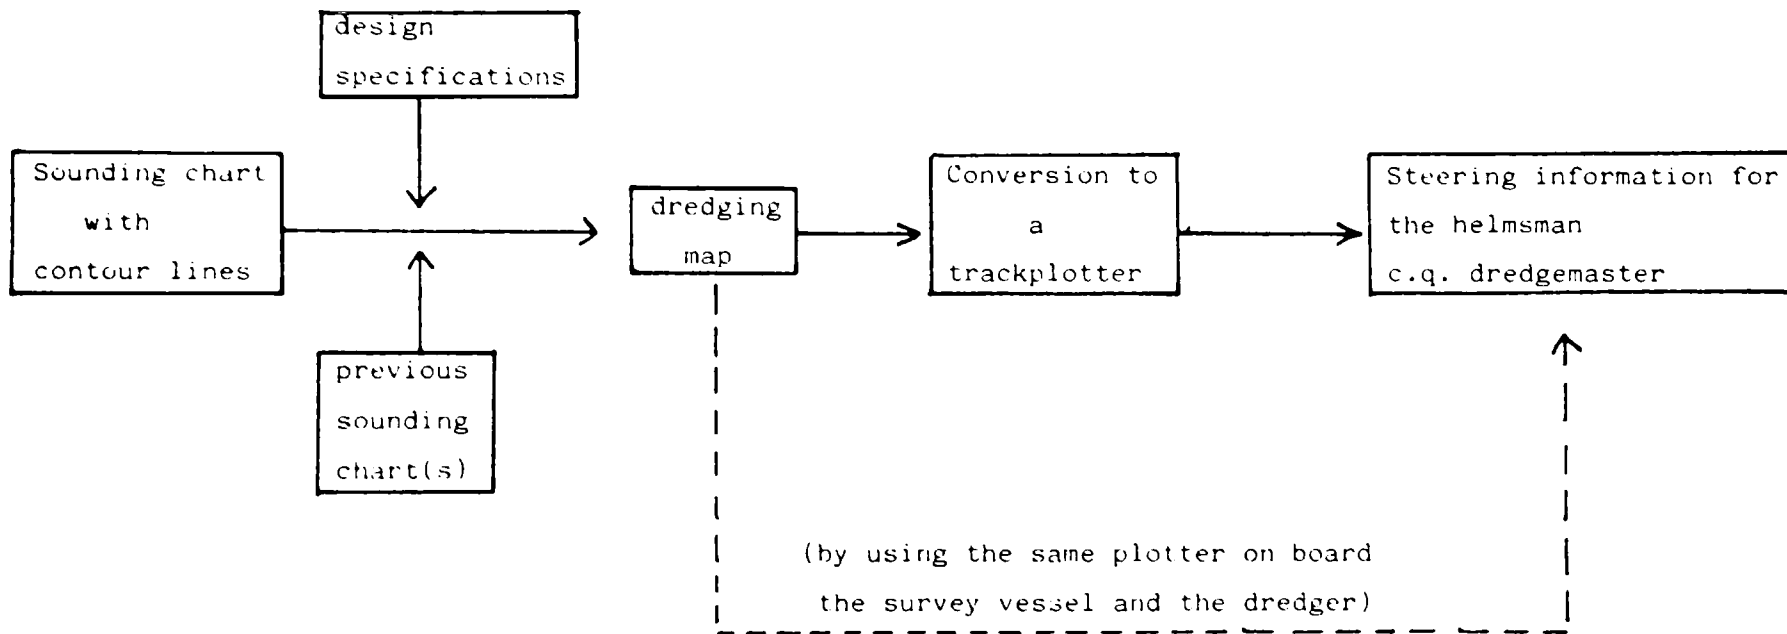 design
specifications
Sounding chart
with
contour lines
previous
sounding
chart(s)
dredging
map
Conversion to
a
trackplotter
Steering information for
the helmsman
c.q. dredgemaster
(by using the same plotter on board
the survey vessel and the dredger)